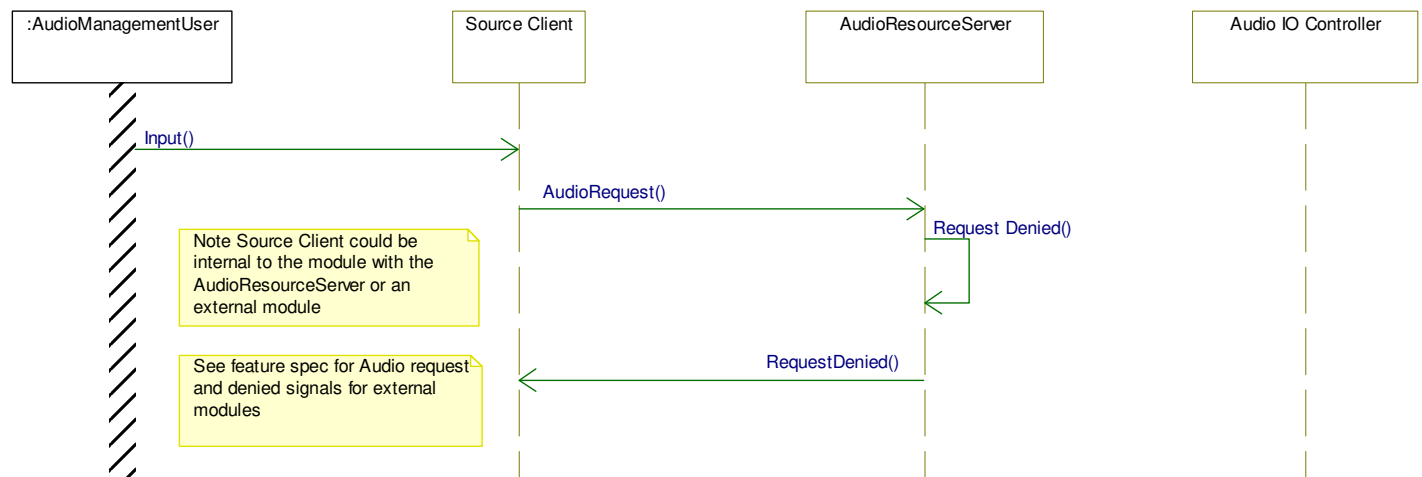 :AudioManagementUser
Source Client
AudioResourceServer
Audio IO Controller
Input()
AudioRequest()
Request Denied()
Note Source Client could be
internal to the module with the
AudioResourceServer or an
external module
RequestDenied()
See feature spec for Audio request
and denied signals for external
modules